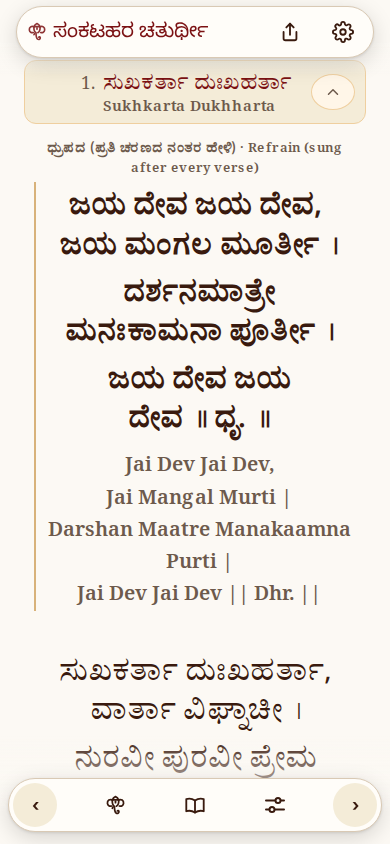 ಸಂಕಟಹರ ಚತುರ್ಥೀ
1. ಸುಖಕರ್ತಾ ದುಃಖಹರ್ತಾ
Sukhkarta Dukhharta
ಧ್ರುಪದ (ಪ್ರತಿ ಚರಣದ ನಂತರ ಹೇಳಿ) · Refrain (sung
after every verse)
ಜಯ ದೇವ ಜಯ ದೇವ,
ಜಯ ಮಂಗಲ ಮೂರ್ತೀ ।
ದರ್ಶನಮಾತ್ರೇ
ಮನಃಕಾಮನಾ ಪೂರ್ತೀ ।
ಜಯ ದೇವ ಜಯ
ದೇವ ॥ ಧೃ. ॥
Jai Dev Jai Dev,
Jai Mangal Murti |
Darshan Maatre Manakaamna
Purti |
Jai Dev Jai Dev || Dhr. ||
ಸುಖಕರ್ತಾ ದುಃಖಹರ್ತಾ,
ವಾರ್ತಾ ವಿಘ್ನಾಚೀ ।
ನುರವೀ ಪುರವೀ ಪ್ರೇಮ